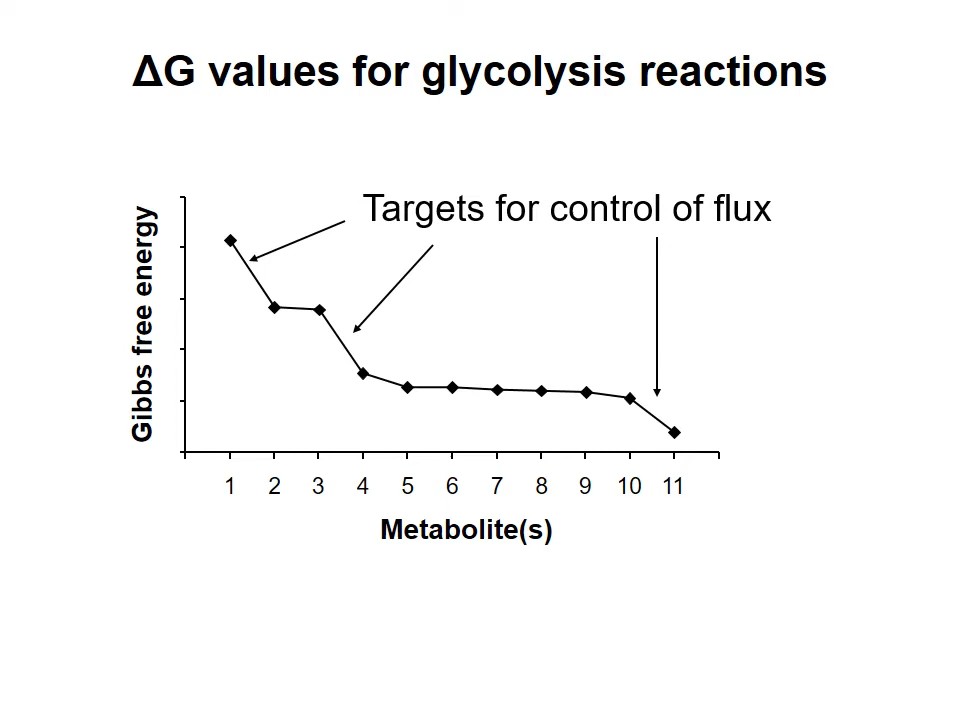 ΔG values for glycolysis reactions
Targets for control of flux
Gibbs free energy
1 2 3 4 5 6 7 8 9 10 11
Metabolite(s)